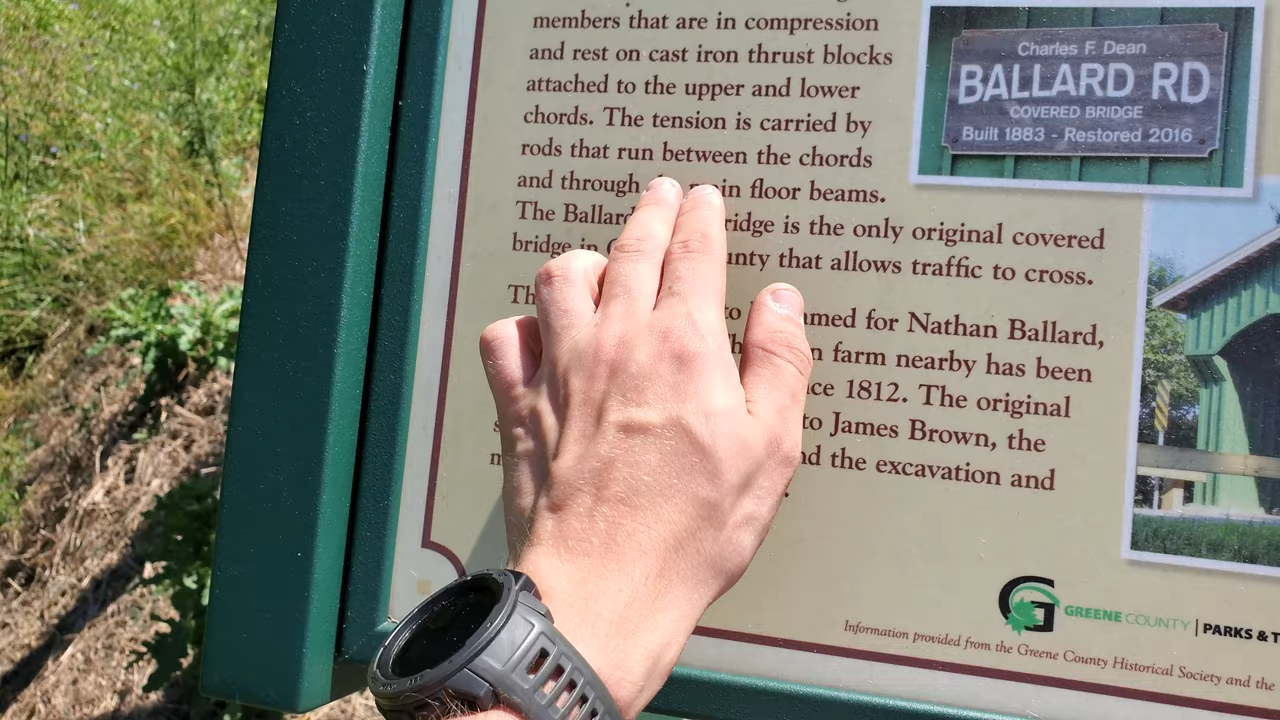 members that are in compression
and rest on cast iron thrust blocks
attached to the upper and lower
chords. The tension is carried by
rods that run between the chords
and through main floor beams.
The Ballard ridge is the only original covered
bridge in unty that allows traffic to cross.
Th to amed for Nathan Ballard,
n farm nearby has been
ce 1812. The original
to James Brown, the
nd the excavation and
Charles F. Dean
BALLARD RD
COVERED BRIDGE
Built 1883 - Restored 2016
G GREENE COUNTY | PARKS & T
Information provided from the Greene County Historical Society and the